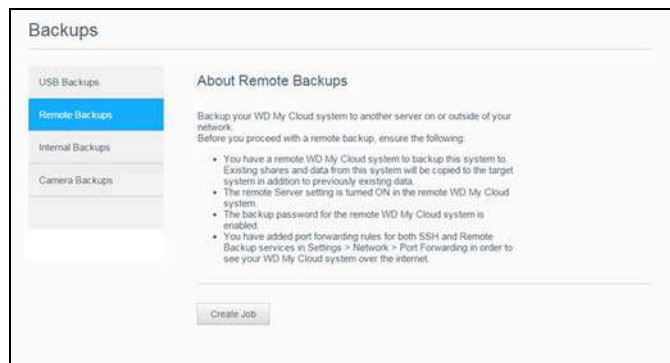 Backups
USB Backups
Remote Backups
Internal Backups
Camera Backups
About Remote Backups
Backup your WD My Cloud system to another server on or outside of your
network.
Before you proceed with a remote backup, ensure the following:
• You have a remote WD My Cloud system to backup this system to.
Existing shares and data from this system will be copied to the target
system in addition to previously existing data.
• The remote Server setting is turned ON in the remote WD My Cloud
system.
• The backup password for the remote WD My Cloud system is
enabled.
• You have added port forwarding rules for both SSH and Remote
Backup services in Settings > Network > Port Forwarding in order to
see your WD My Cloud system over the internet.
Create Job